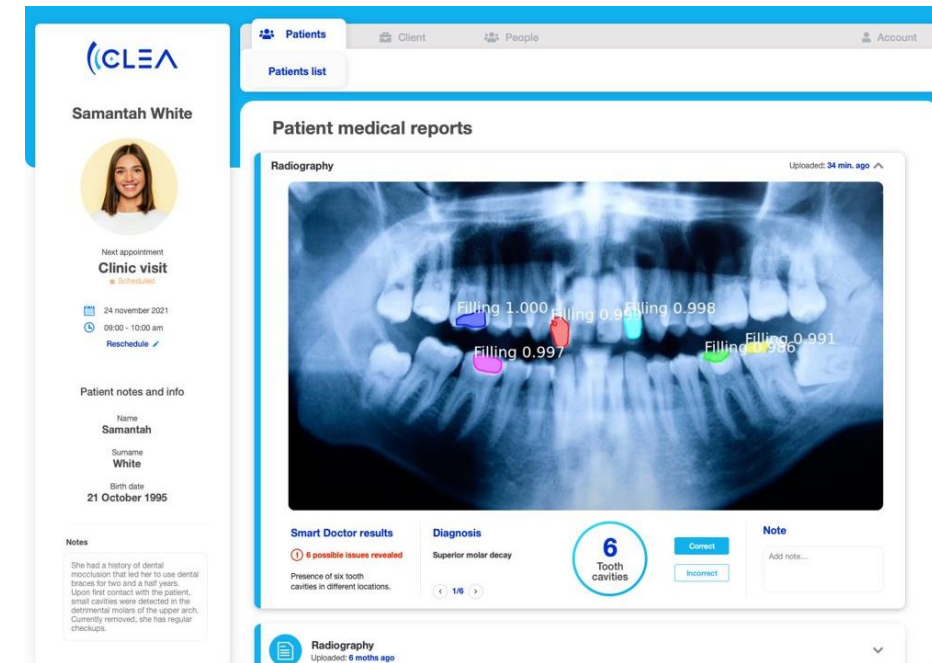 CLEA
Samantah White
Next appointment
Clinic visit
Scheduled
24 november 2021
09:00 - 10:00 am
Reschedule
Patient notes and info
Name
Samantah
Surname
White
Birth date
21 October 1995
Notes
She had a history of dental
mocclusion that led her to use dental
braces for two and a half years.
Upon first contact with the patient,
small cavities were detected in the
detrimental molars of the upper arch.
Currently removed, she has regular
checkups.
Patients
Client
People
Account
Patients list
Patient medical reports
Radiography
Uploaded: 34 min. ago
Filling 1.000
Filling 0.998
Filling 0.997
Filling 0.991
Filling 0.986
Smart Doctor results
6 possible issues revealed
Presence of six tooth
cavities in different locations.
Diagnosis
Superior molar decay
1/6
6
Tooth
cavities
Correct
Incorrect
Note
Add note...
Radiography
Uploaded: 6 moths ago